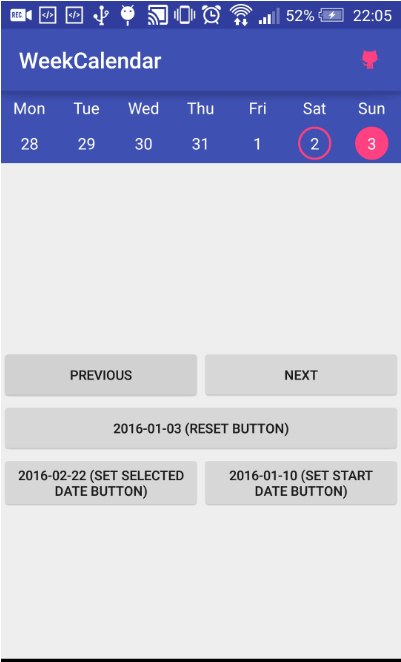 REC 52% 22:05
WeekCalendar
Mon Tue Wed Thu Fri Sat Sun
28 29 30 31 1 2 3
PREVIOUS NEXT
2016-01-03 (RESET BUTTON)
2016-02-22 (SET SELECTED
DATE BUTTON)
2016-01-10 (SET START
DATE BUTTON)